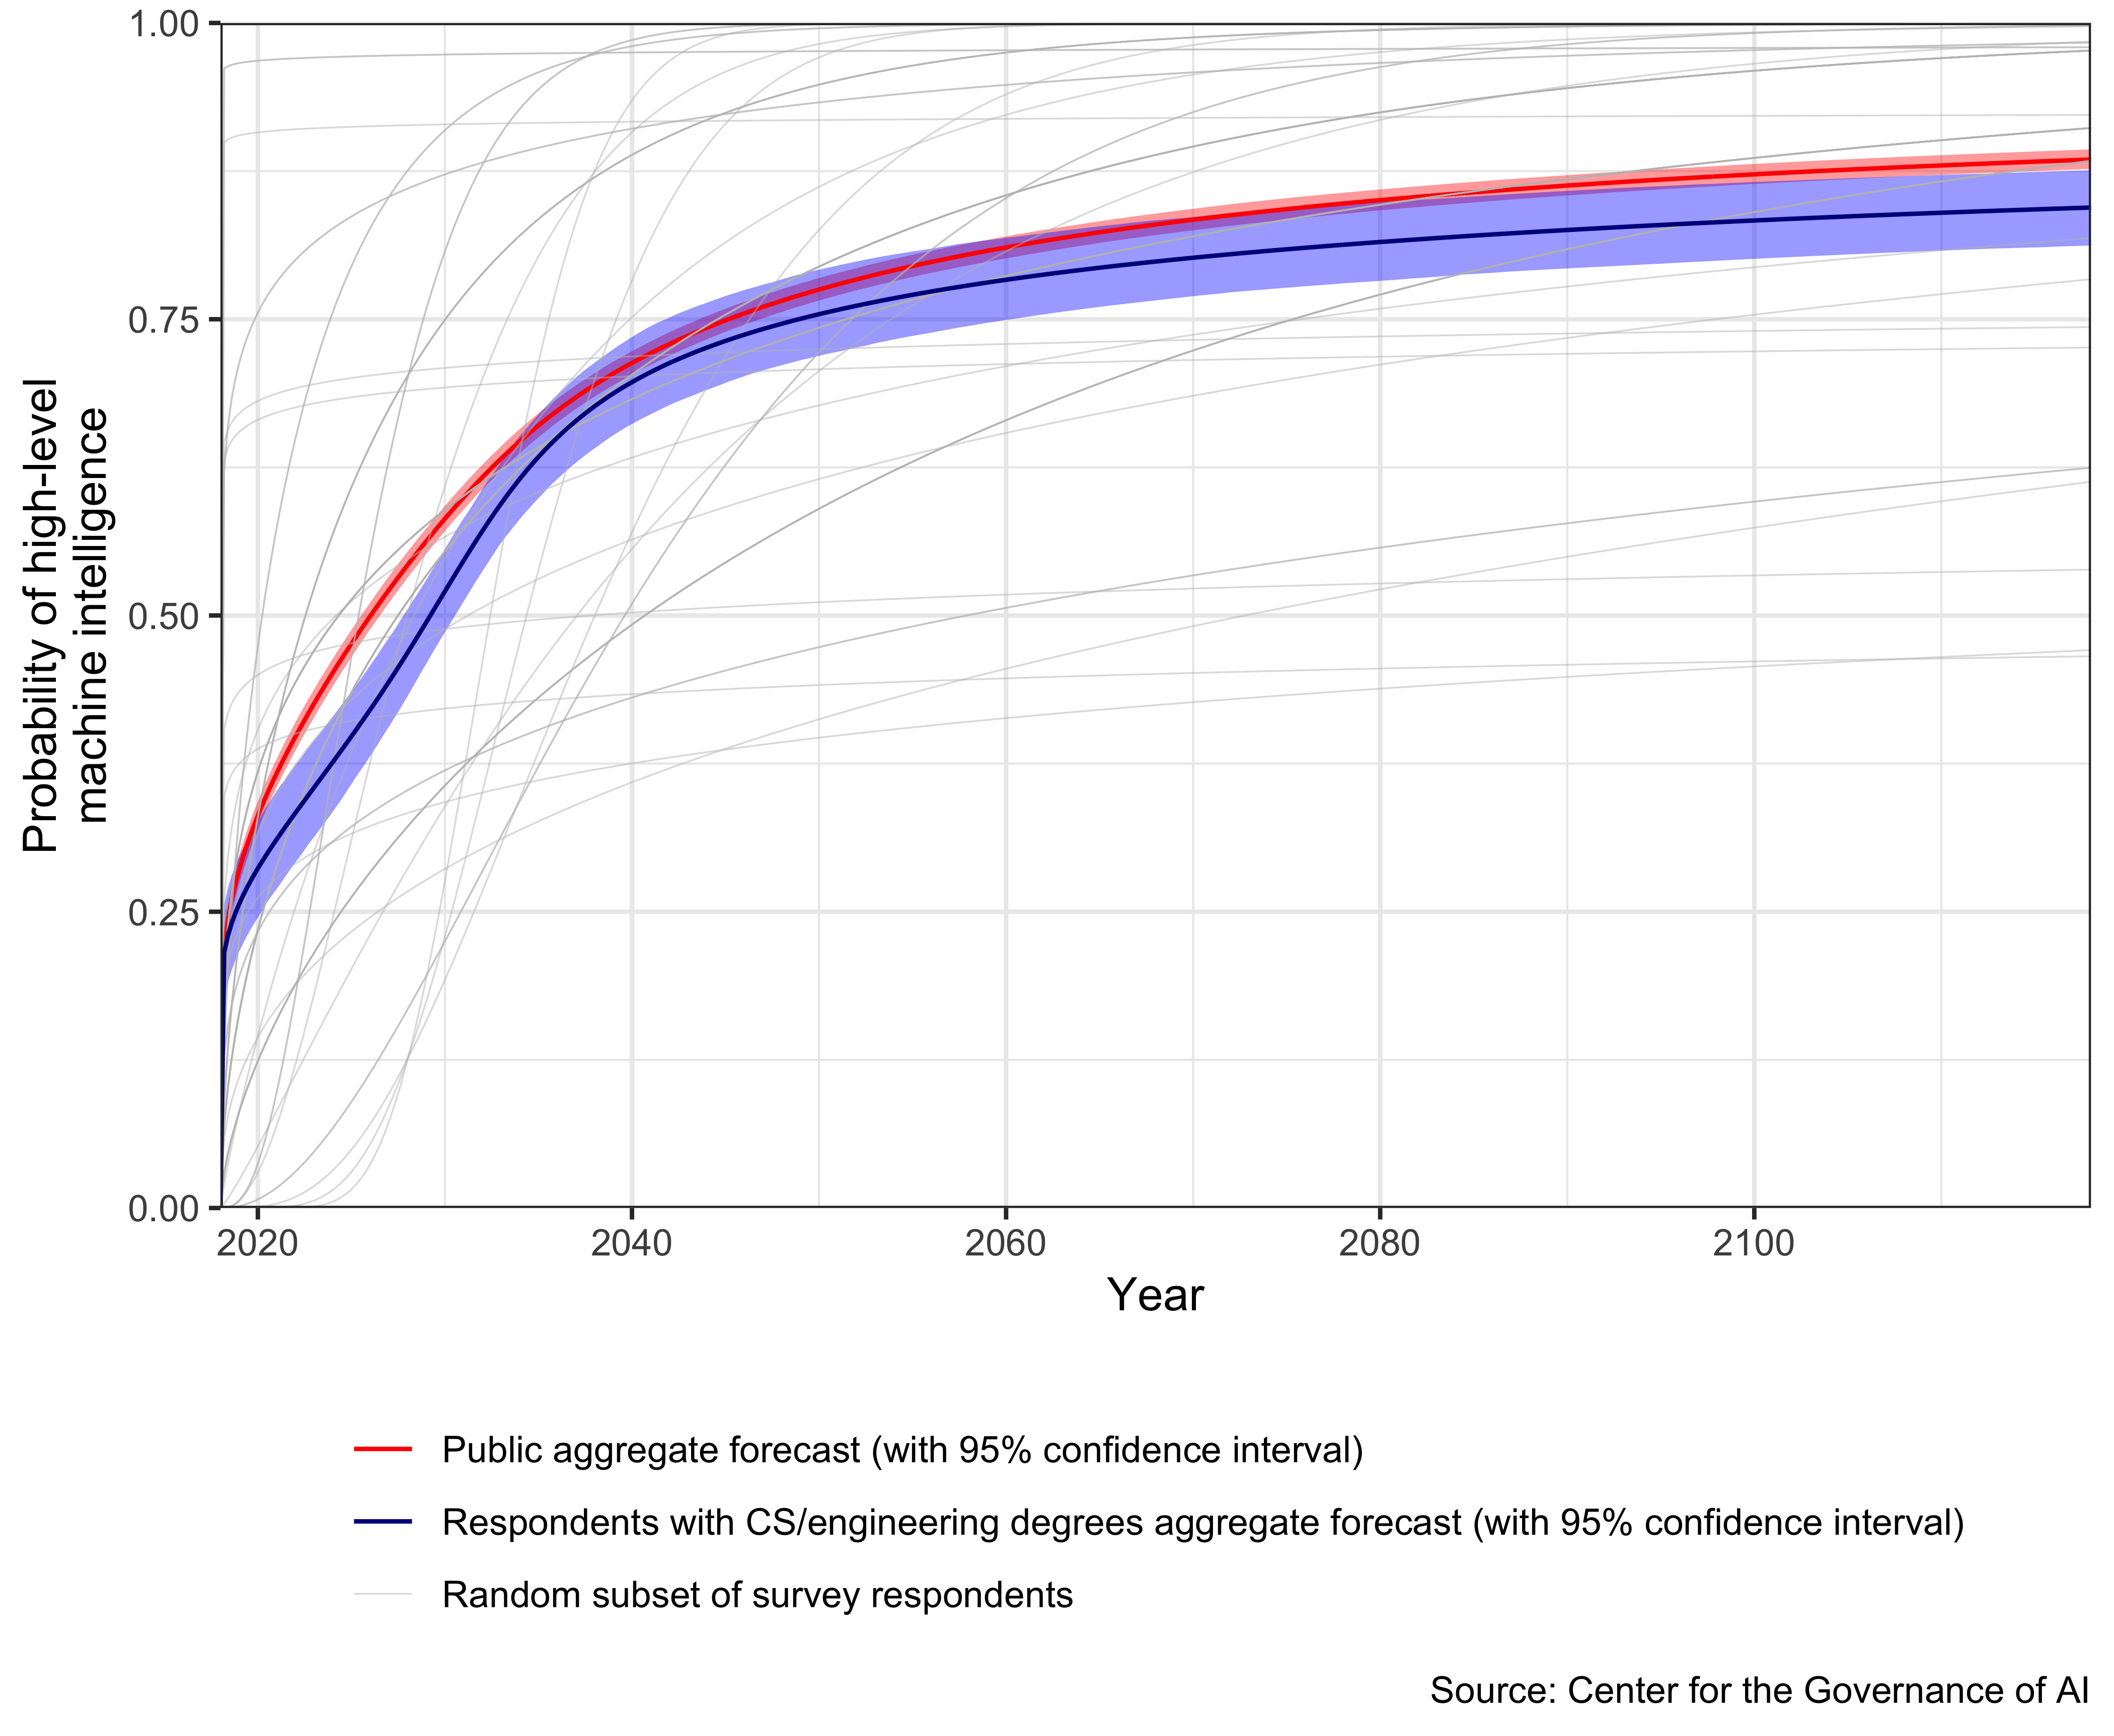 Probability of high-level
machine intelligence
1.00
0.75
0.50
0.25
0.00
2020 2040 2060 2080 2100
Year
Public aggregate forecast (with 95% confidence interval)
Respondents with CS/engineering degrees aggregate forecast (with 95% confidence interval)
Random subset of survey respondents
Source: Center for the Governance of AI